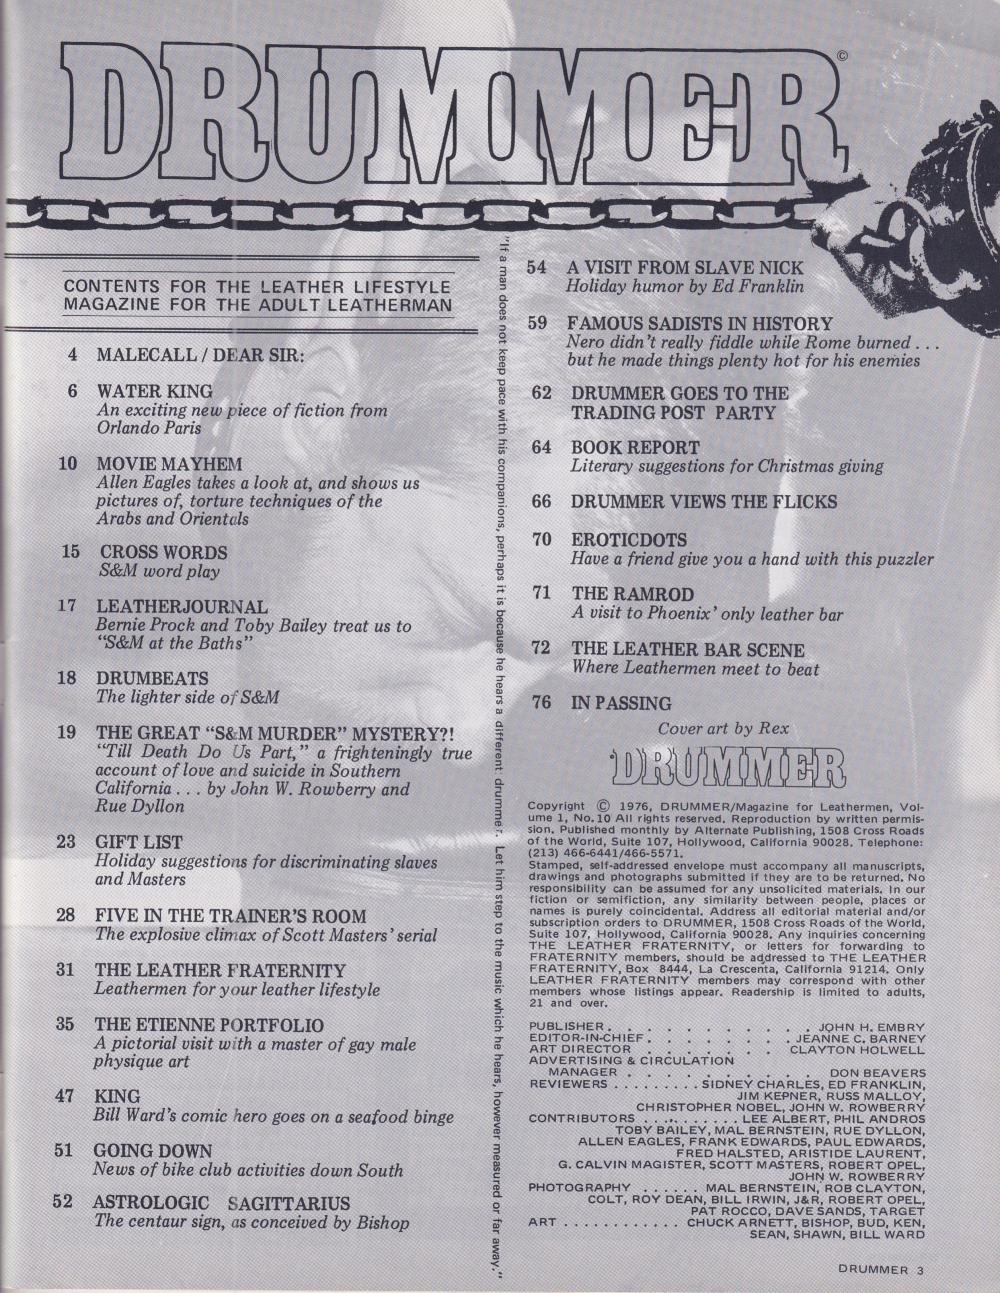 DRUMMER©
CONTENTS FOR THE LEATHER LIFESTYLE
MAGAZINE FOR THE ADULT LEATHERMAN
4 MALECALL / DEAR SIR:
6 WATER KING
An exciting new piece of fiction from
Orlando Paris
10 MOVIE MAYHEM
Allen Eagles takes a look at, and shows us
pictures of, torture techniques of the
Arabs and Orientals
15 CROSS WORDS
S&M word play
17 LEATHERJOURNAL
Bernie Prock and Toby Bailey treat us to
“S&M at the Baths”
18 DRUMBEATS
The lighter side of S&M
19 THE GREAT “S&M MURDER” MYSTERY?!
“Till Death Do Us Part,” a frighteningly true
account of love and suicide in Southern
California . . . by John W. Rowberry and
Rue Dyllon
23 GIFT LIST
Holiday suggestions for discriminating slaves
and Masters
28 FIVE IN THE TRAINER’S ROOM
The explosive climax of Scott Masters’ serial
31 THE LEATHER FRATERNITY
Leathermen for your leather lifestyle
35 THE ETIENNE PORTFOLIO
A pictorial visit with a master of gay male
physique art
47 KING
Bill Ward’s comic hero goes on a seafood binge
51 GOING DOWN
News of bike club activities down South
52 ASTROLOGIC SAGITTARIUS
The centaur sign, as conceived by Bishop
"If a man does not keep pace with his companions, perhaps it is because he hears a different drummer. Let him step to the music which he hears, however measured or far away."
54 A VISIT FROM SLAVE NICK
Holiday humor by Ed Franklin
59 FAMOUS SADISTS IN HISTORY
Nero didn’t really fiddle while Rome burned . . .
but he made things plenty hot for his enemies
62 DRUMMER GOES TO THE
TRADING POST PARTY
64 BOOK REPORT
Literary suggestions for Christmas giving
66 DRUMMER VIEWS THE FLICKS
70 EROTICDOTS
Have a friend give you a hand with this puzzler
71 THE RAMROD
A visit to Phoenix’ only leather bar
72 THE LEATHER BAR SCENE
Where Leathermen meet to beat
76 IN PASSING
Cover art by Rex
DRUMMER
Copyright © 1976, DRUMMER/Magazine for Leathermen, Vol-
ume 1, No.10 All rights reserved. Reproduction by written permis-
sion. Published monthly by Alternate Publishing, 1508 Cross Roads
of the World, Suite 107, Hollywood, California 90028. Telephone:
(213) 466-6441/466-5571.
Stamped, self-addressed envelope must accompany all manuscripts,
drawings and photographs submitted if they are to be returned. No
responsibility can be assumed for any unsolicited materials. In our
fiction or semifiction, any similarity between people, places or
names is purely coincidental. Address all editorial material and/or
subscription orders to DRUMMER, 1508 Cross Roads of the World,
Suite 107, Hollywood, California 90028. Any inquiries concerning
THE LEATHER FRATERNITY, or letters for forwarding to
FRATERNITY members, should be addressed to THE LEATHER
FRATERNITY, Box 8444, La Crescenta, California 91214. Only
LEATHER FRATERNITY members may correspond with other
members whose listings appear. Readership is limited to adults,
21 and over.
PUBLISHER. . . . . . . . . . . . JOHN H. EMBRY
EDITOR-IN-CHIEF. . . . . . . . JEANNE C. BARNEY
ART DIRECTOR . . . . . . . CLAYTON HOLWELL
ADVERTISING & CIRCULATION
MANAGER . . . . . . . . . . DON BEAVERS
REVIEWERS . . . . . . . . . SIDNEY CHARLES, ED FRANKLIN,
JIM KEPNER, RUSS MALLOY,
CHRISTOPHER NOBEL, JOHN W. ROWBERRY
CONTRIBUTORS . . . . . . . . . . LEE ALBERT, PHIL ANDROS
TOBY BAILEY, MAL BERNSTEIN, RUE DYLLON,
ALLEN EAGLES, FRANK EDWARDS, PAUL EDWARDS,
FRED HALSTED, ARISTIDE LAURENT,
G. CALVIN MAGISTER, SCOTT MASTERS, ROBERT OPEL,
JOHN W. ROWBERRY
PHOTOGRAPHY . . . . . . MAL BERNSTEIN, ROB CLAYTON,
COLT, ROY DEAN, BILL IRWIN, J&R, ROBERT OPEL,
PAT ROCCO, DAVE SANDS, TARGET
ART . . . . . . . . . . . . CHUCK ARNETT, BISHOP, BUD, KEN,
SEAN, SHAWN, BILL WARD
DRUMMER 3